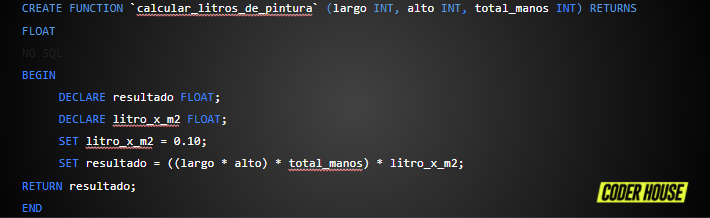 CREATE FUNCTION `calcular_litros_de_pintura` (largo INT, alto INT, total_manos INT) RETURNS
FLOAT
NO SQL
BEGIN
DECLARE resultado FLOAT;
DECLARE litro_x_m2 FLOAT;
SET litro_x_m2 = 0.10;
SET resultado = ((largo * alto) * total_manos) * litro_x_m2;
RETURN resultado;
END
CODER HOUSE